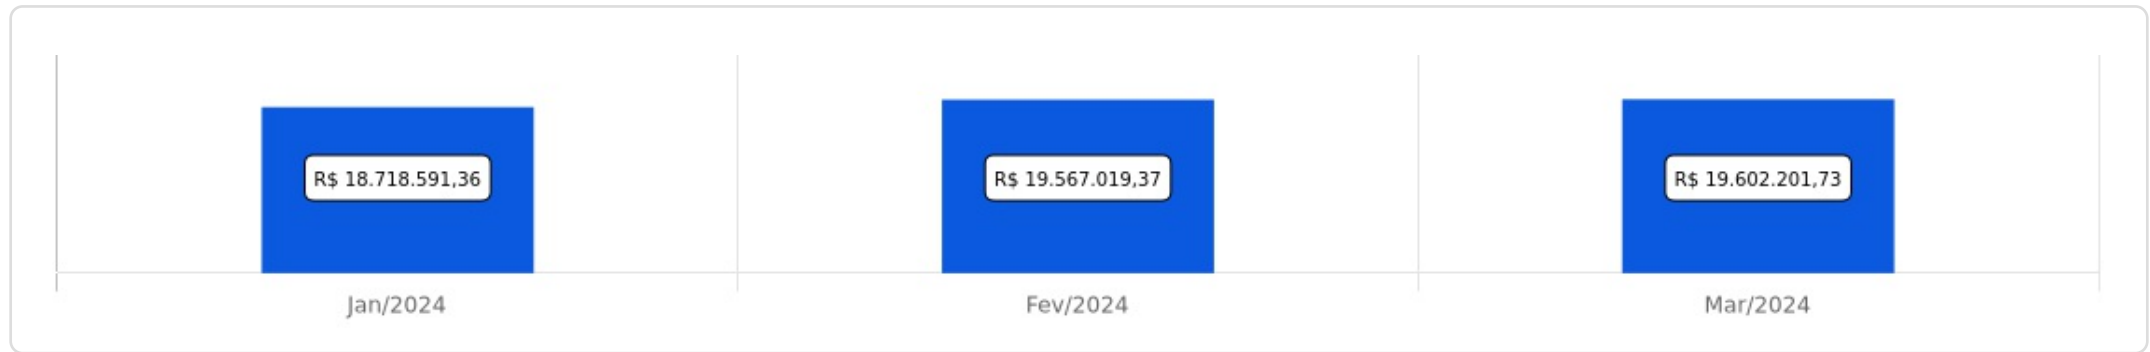 R$ 18.718.591,36
R$ 19.567.019,37
R$ 19.602.201,73
Jan/2024
Fev/2024
Mar/2024